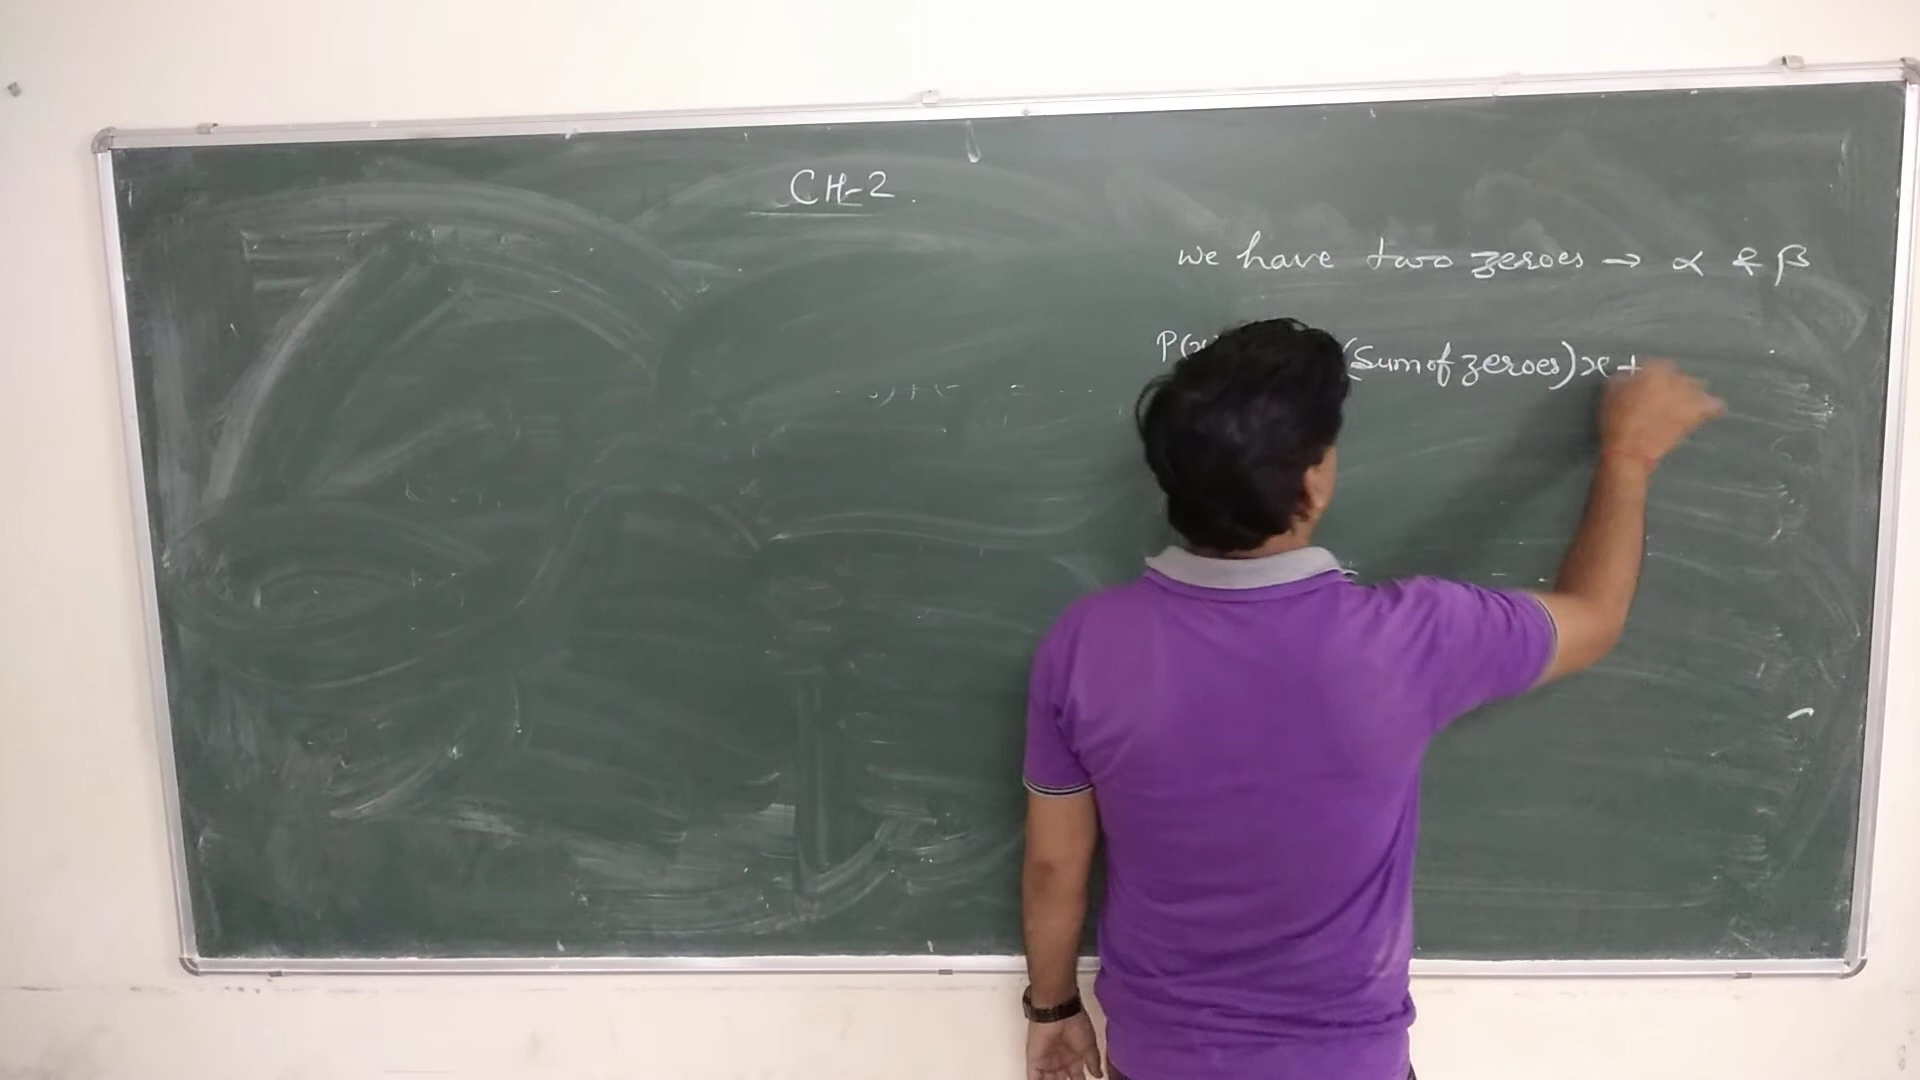 CH-2.
we have two zeroes → α & β
P(x (Sum of zeroes)x +